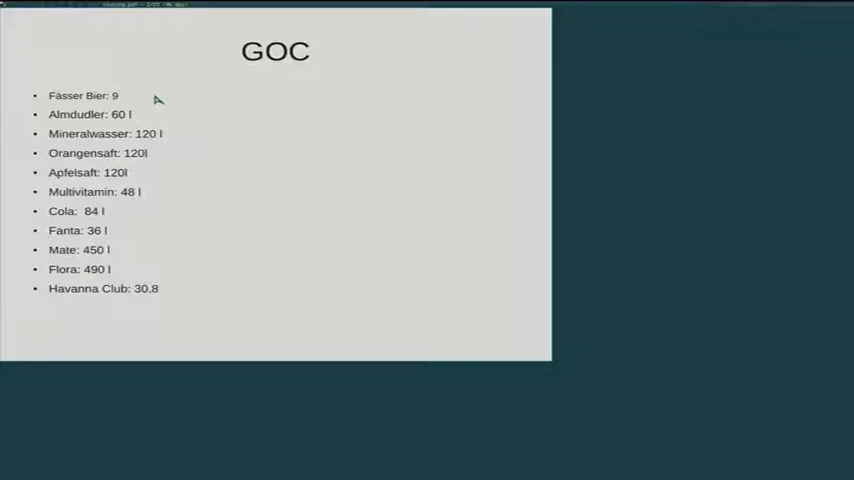 GOC
Fässer Bier: 9
Almdudler: 60 l
Mineralwasser: 120 l
Orangensaft: 120l
Apfelsaft: 120l
Multivitamin: 48 l
Cola:  84 l
Fanta: 36 l
Mate: 450 l
Flora: 490 l
Havanna Club: 30,8